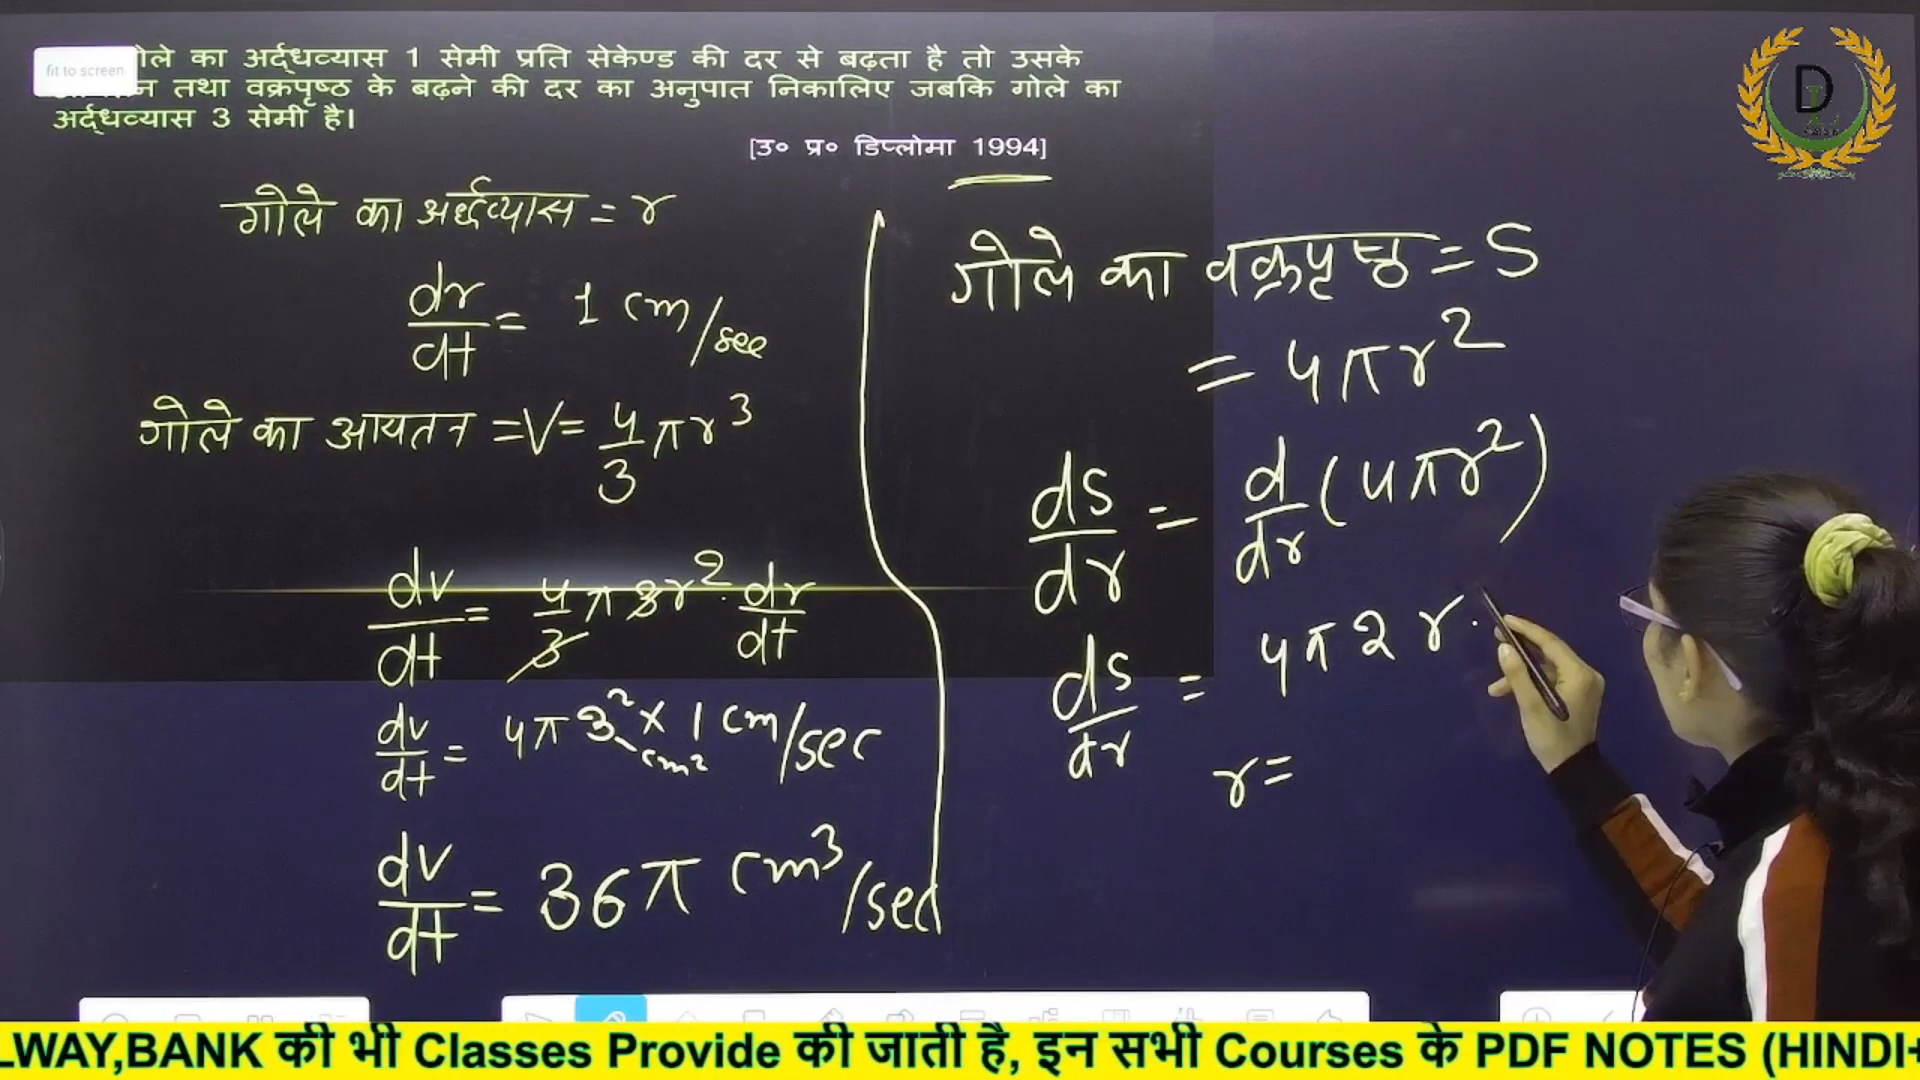 fit to screen
गोले का अर्द्धव्यास 1 सेमी प्रति सेकेण्ड की दर से बढ़ता है तो उसके
तथा वक्रपृष्ठ के बढ़ने की दर का अनुपात निकालिए जबकि गोले का
अर्द्धव्यास 3 सेमी है।
[उ० प्र० डिप्लोमा 1994]
गोले का अर्द्धव्यास = r
dr/dt = 1 cm/sec
गोले का आयतन = V = 4/3 πr³
dv/dt = 4/3 π 3r² . dr/dt
dv/dt = 4π 3² cm² × 1 cm/sec
dv/dt = 36π cm³/sec
गोले का वक्रपृष्ठ = S
= 4πr²
ds/dr = d/dr (4πr²)
ds/dr = 4π 2 r .
r =
D
LWAY,BANK की भी Classes Provide की जाती है, इन सभी Courses के PDF NOTES (HINDI+